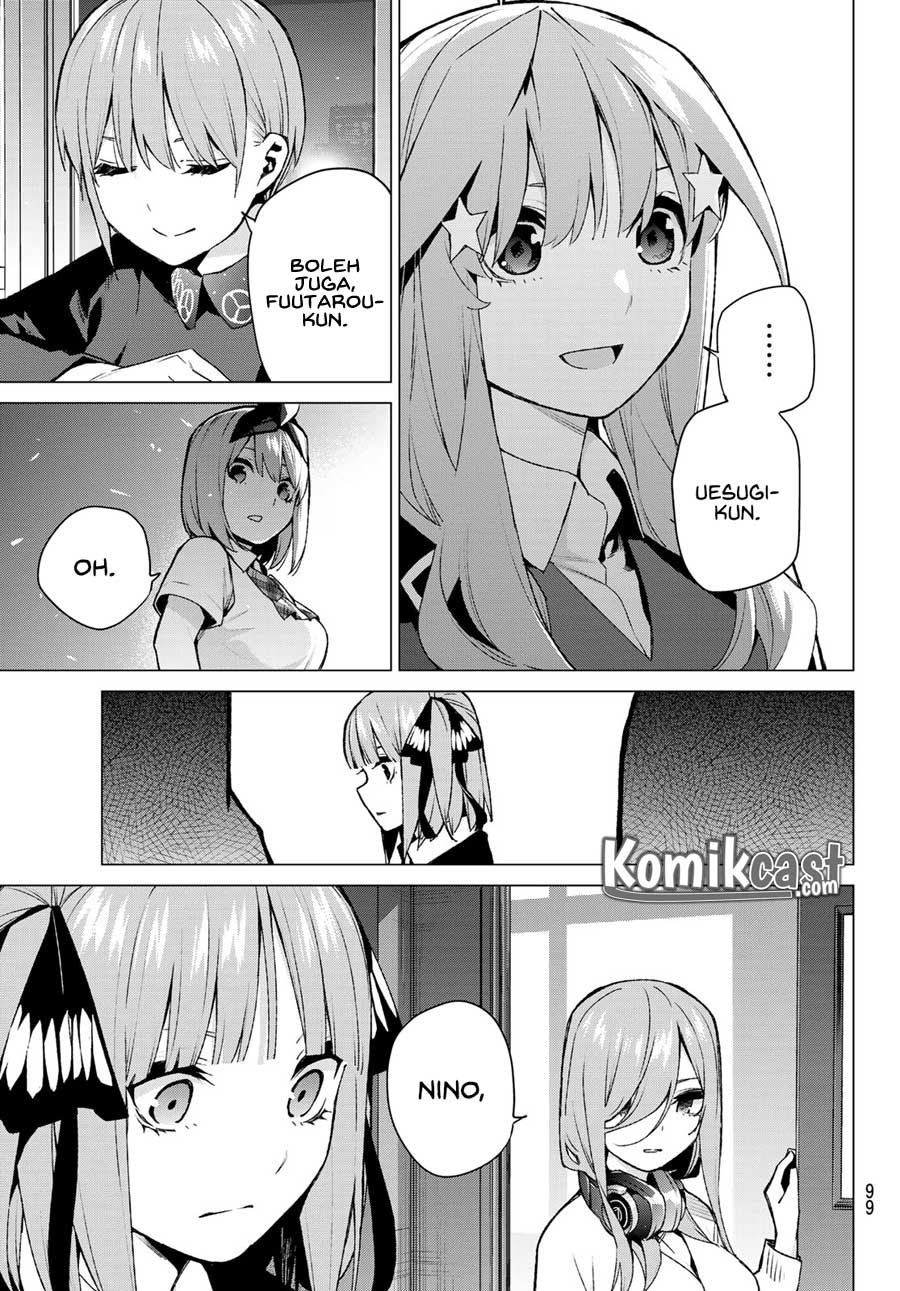 ......
UESUGI-
KUN.
BOLEH
JUGA,
FUUTAROU-
KUN.
OH.
Komikcast
.com
NINO,
99